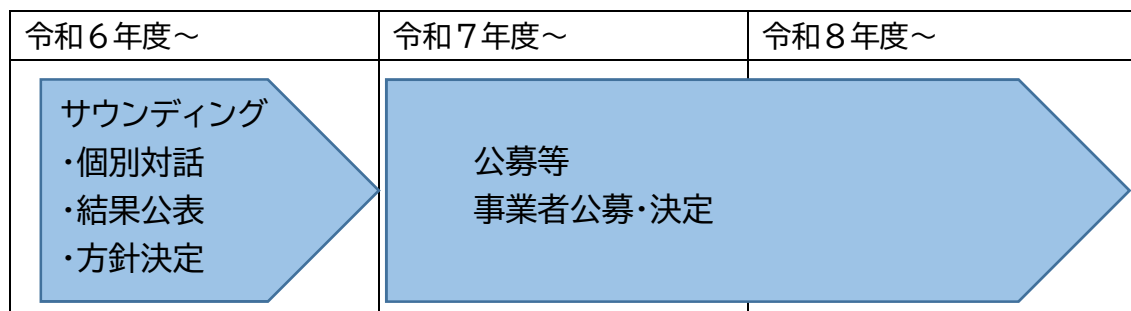 令和６年度～
令和７年度～
令和８年度～
サウンディング
・個別対話
・結果公表
・方針決定
公募等
事業者公募・決定